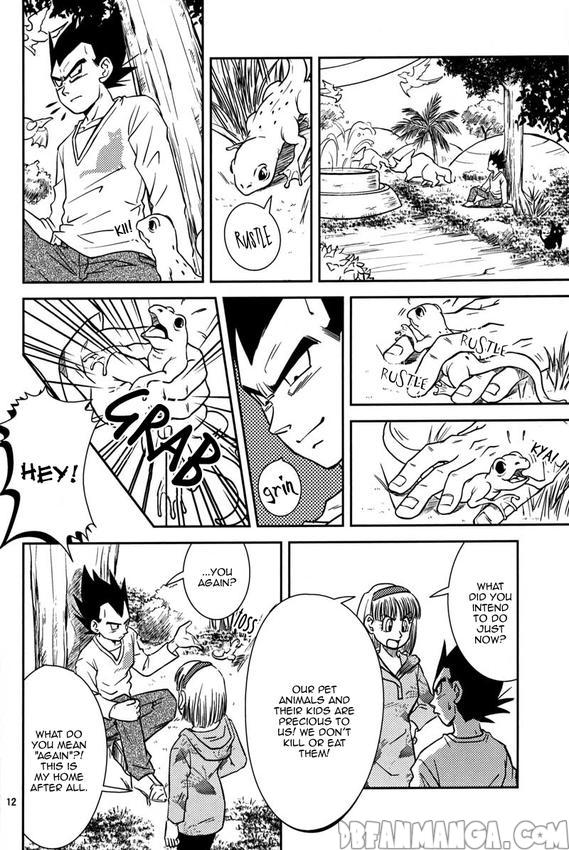 RUSTLE
KII!
RUSTLE
RUSTLE
KYA!
grin
GRAB
HEY!
WHAT
DID YOU
INTEND
TO DO
JUST
NOW?
OUR PET
ANIMALS AND
THEIR KIDS ARE
PRECIOUS TO
US! WE DON'T
KILL OR EAT
THEM!
...YOU
AGAIN?
toss
WHAT DO
YOU MEAN
"AGAIN"?!
THIS IS
MY HOME
AFTER ALL.
12
DBFANMANGA.COM